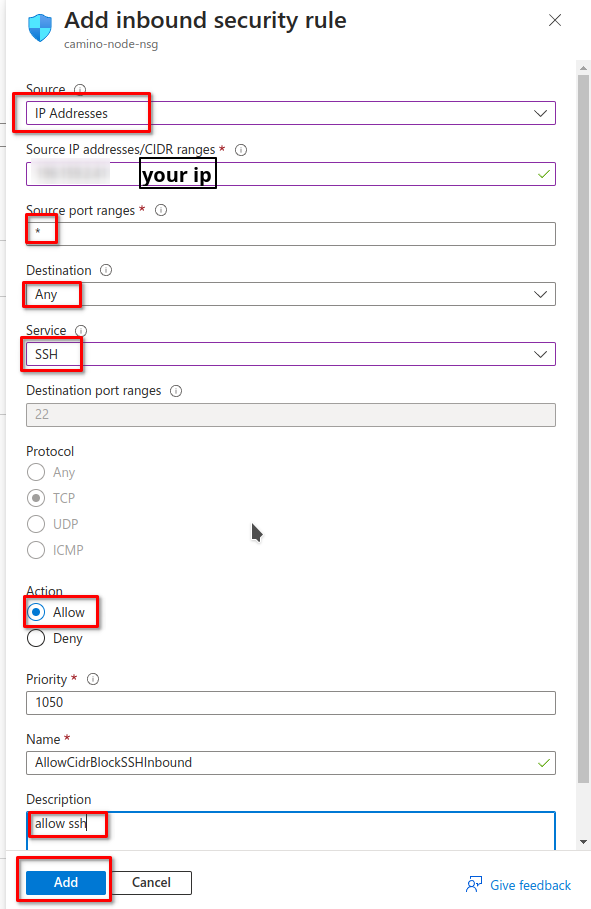 Add inbound security rule
camino-node-nsg
Source
IP Addresses
Source IP addresses/CIDR ranges *
your ip
Source port ranges *
*
Destination
Any
Service
SSH
Destination port ranges
22
Protocol
Any
TCP
UDP
ICMP
Action
Allow
Deny
Priority *
1050
Name *
AllowCidrBlockSSHInbound
Description
allow ssh
Add Cancel Give feedback